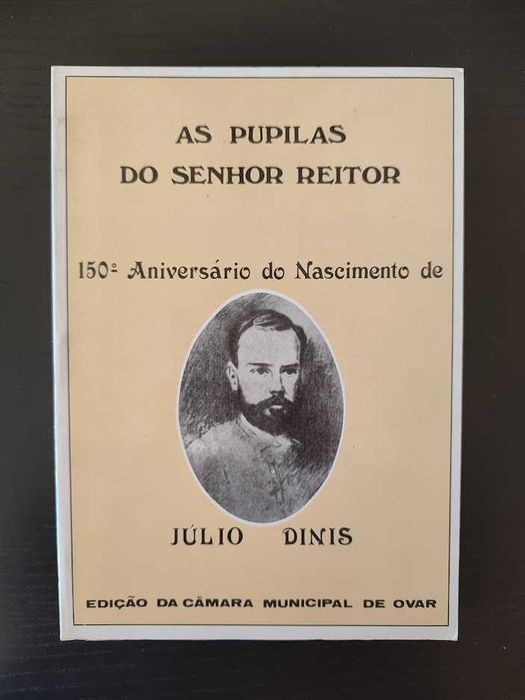 AS PUPILAS
DO SENHOR REITOR
150º Aniversário do Nascimento de
JÚLIO DINIS
EDIÇÃO DA CÂMARA MUNICIPAL DE OVAR